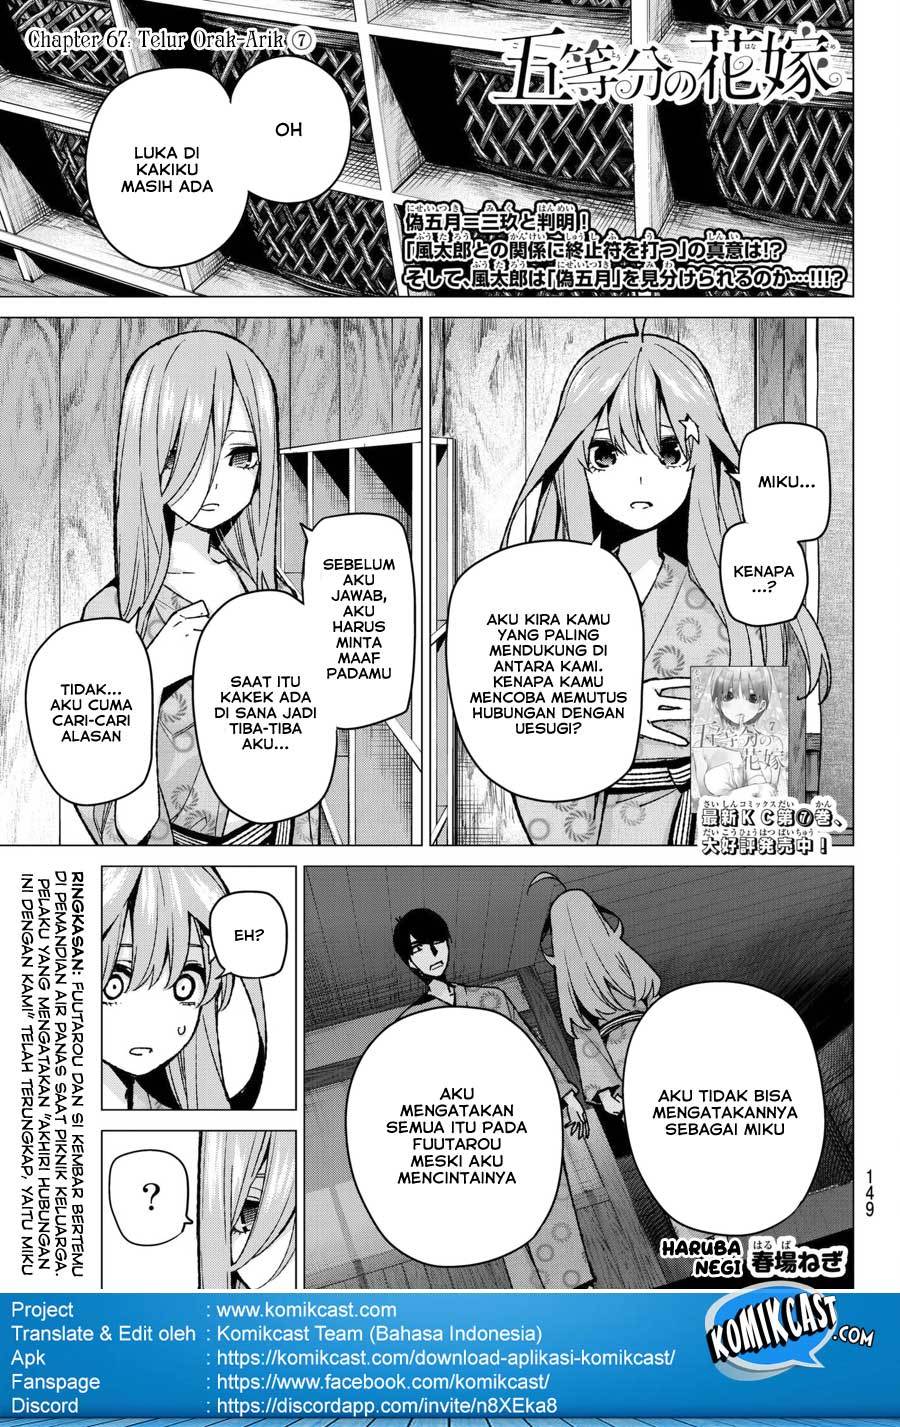 Chapter 67: Telur Orak-Arik ⑦
五等分の花嫁
OH
LUKA DI
KAKIKU
MASIH ADA
偽五月＝三玖と判明！
「風太郎との関係に終止符を打つ」の真意は!?
そして、風太郎は「偽五月」を見分けられるのか…!!!?
MIKU...
KENAPA
...?
AKU KIRA KAMU
YANG PALING
MENDUKUNG DI
ANTARA KAMI.
KENAPA KAMU
MENCOBA MEMUTUS
HUBUNGAN DENGAN
UESUGI?
SEBELUM
AKU
JAWAB,
AKU
HARUS
MINTA
MAAF
PADAMU
SAAT ITU
KAKEK ADA
DI SANA JADI
TIBA-TIBA
AKU...
TIDAK...
AKU CUMA
CARI-CARI
ALASAN
五等分の花嫁
7
最新KC第⑦巻、
大好評発売中！
AKU TIDAK BISA
MENGATAKANNYA
SEBAGAI MIKU
AKU
MENGATAKAN
SEMUA ITU PADA
FUUTAROU
MESKI AKU
MENCINTAINYA
EH?
?
RINGKASAN: FUUTAROU DAN SI KEMBAR BERTEMU
DI PEMANDIAN AIR PANAS SAAT PIKNIK KELUARGA.
PELAKU YANG MENGATAKAN "AKHIRI HUBUNGAN
INI DENGAN KAMI" TELAH TERUNGKAP, YAITU MIKU
149
HARUBA
NEGI
春場ねぎ
Project : www.komikcast.com
Translate & Edit oleh : Komikcast Team (Bahasa Indonesia)
Apk : https://komikcast.com/download-aplikasi-komikcast/
Fanspage : https://www.facebook.com/komikcast/
Discord : https://discordapp.com/invite/n8XEka8
KOMIKCAST.COM